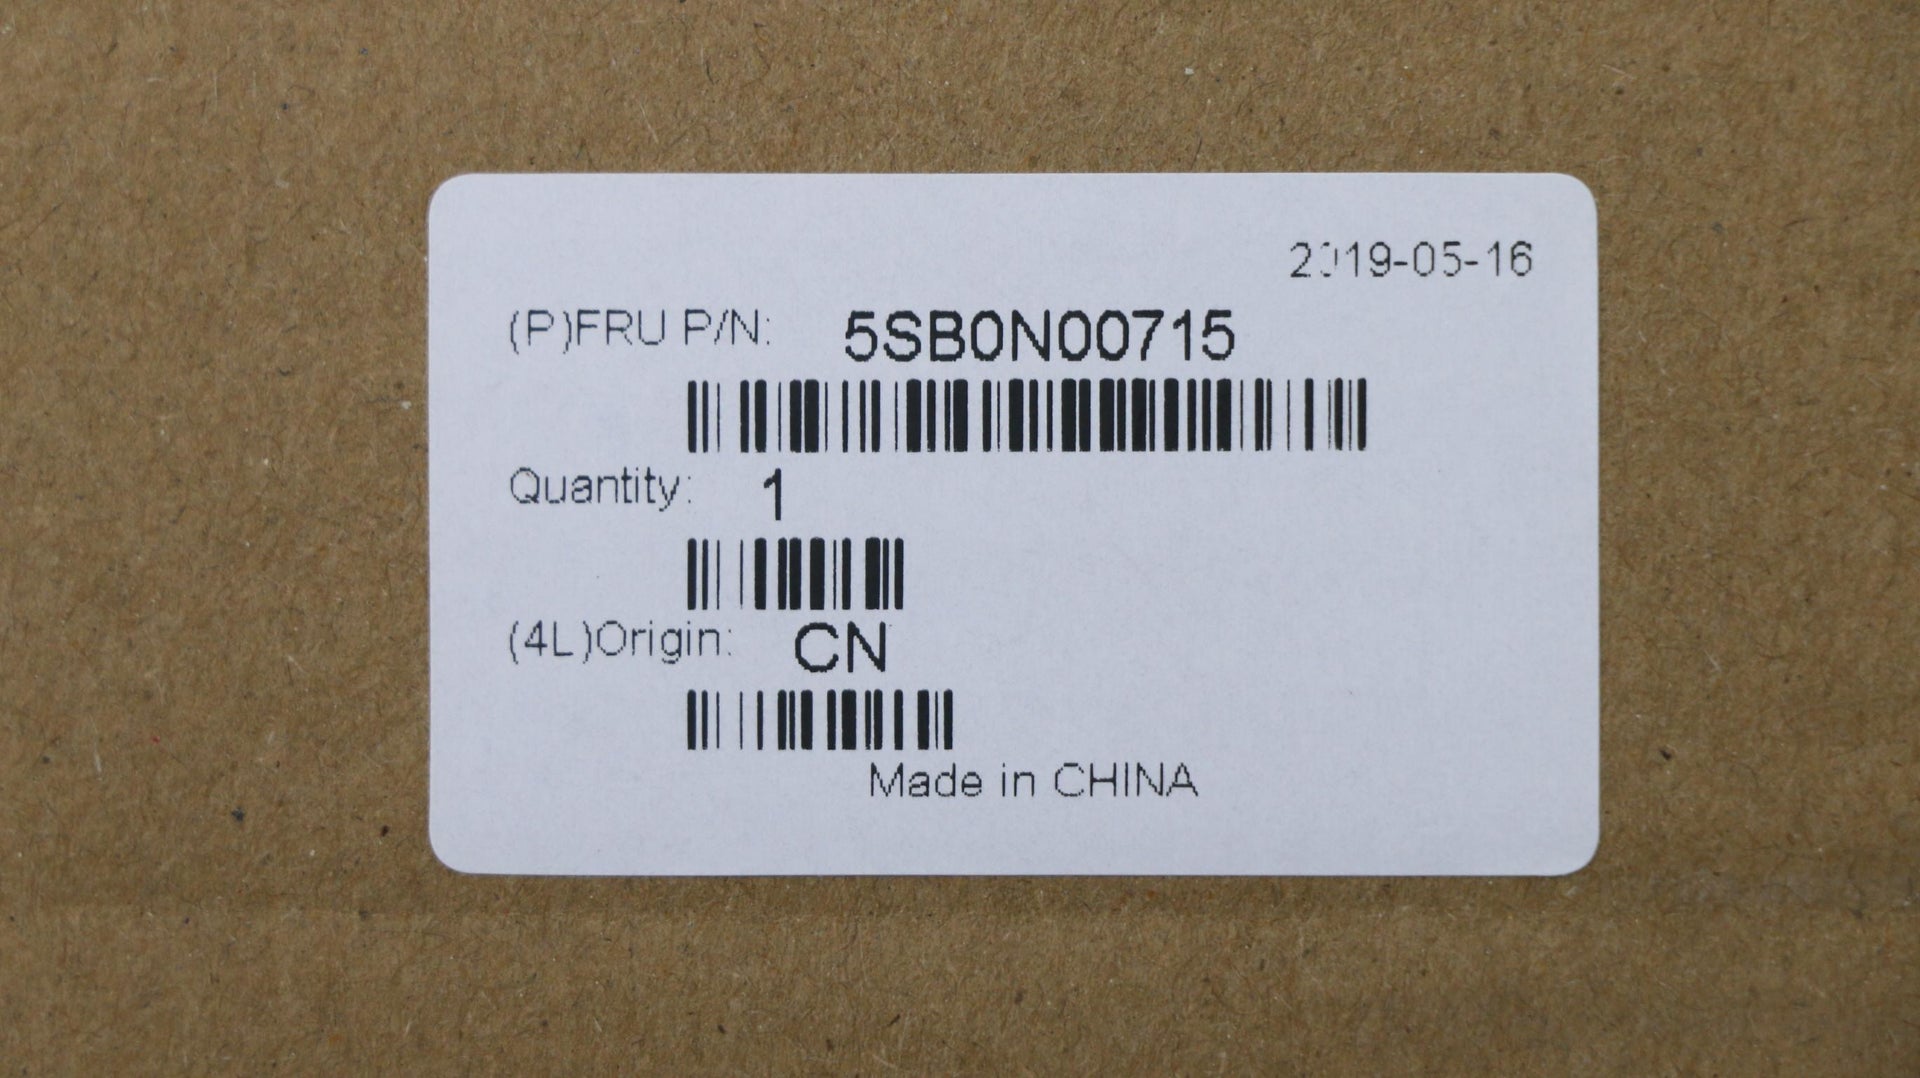 2019-05-16
(P)FRU P/N: 5SB0N00715
Quantity: 1
(4L)Origin: CN
Made in CHINA